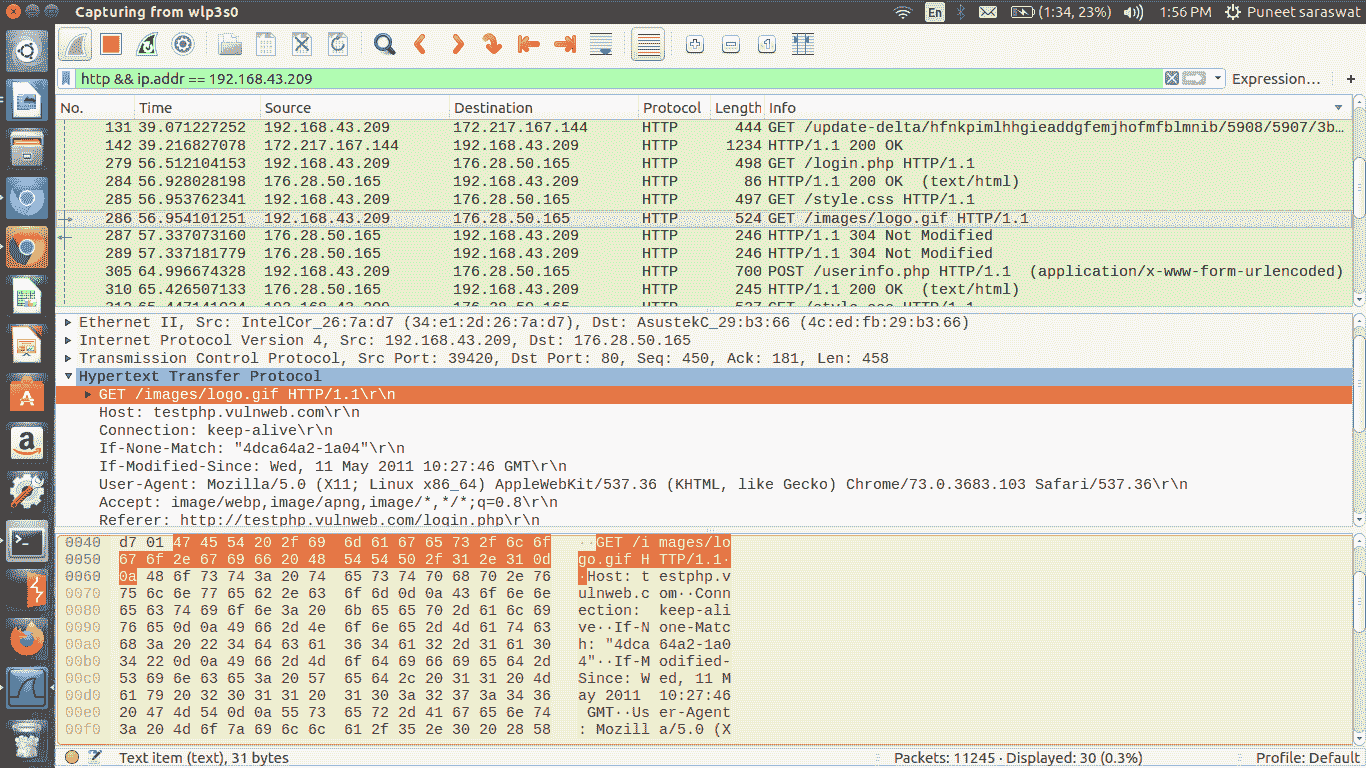 Capturing from wlp3s0 En (1:34, 23%) 1:56 PM Puneet saraswat
http && ip.addr == 192.168.43.209 Expression… +
No. Time Source Destination Protocol Length Info
131 39.071227252 192.168.43.209 172.217.167.144 HTTP 444 GET /update-delta/hfnkpimlhhgieaddgfemjhofmfblmnib/5908/5907/3b…
142 39.216827078 172.217.167.144 192.168.43.209 HTTP 1234 HTTP/1.1 200 OK
279 56.512104153 192.168.43.209 176.28.50.165 HTTP 498 GET /login.php HTTP/1.1
284 56.928028198 176.28.50.165 192.168.43.209 HTTP 86 HTTP/1.1 200 OK (text/html)
285 56.953762341 192.168.43.209 176.28.50.165 HTTP 497 GET /style.css HTTP/1.1
286 56.954101251 192.168.43.209 176.28.50.165 HTTP 524 GET /images/logo.gif HTTP/1.1
287 57.337073160 176.28.50.165 192.168.43.209 HTTP 246 HTTP/1.1 304 Not Modified
289 57.337181779 176.28.50.165 192.168.43.209 HTTP 246 HTTP/1.1 304 Not Modified
305 64.996674328 192.168.43.209 176.28.50.165 HTTP 700 POST /userinfo.php HTTP/1.1 (application/x-www-form-urlencoded)
310 65.426507133 176.28.50.165 192.168.43.209 HTTP 245 HTTP/1.1 200 OK (text/html)
Ethernet II, Src: IntelCor_26:7a:d7 (34:e1:2d:26:7a:d7), Dst: AsustekC_29:b3:66 (4c:ed:fb:29:b3:66)
Internet Protocol Version 4, Src: 192.168.43.209, Dst: 176.28.50.165
Transmission Control Protocol, Src Port: 39420, Dst Port: 80, Seq: 450, Ack: 181, Len: 458
Hypertext Transfer Protocol
GET /images/logo.gif HTTP/1.1\r\n
Host: testphp.vulnweb.com\r\n
Connection: keep-alive\r\n
If-None-Match: "4dca64a2-1a04"\r\n
If-Modified-Since: Wed, 11 May 2011 10:27:46 GMT\r\n
User-Agent: Mozilla/5.0 (X11; Linux x86_64) AppleWebKit/537.36 (KHTML, like Gecko) Chrome/73.0.3683.103 Safari/537.36\r\n
Accept: image/webp,image/apng,image/*,*/*;q=0.8\r\n
Referer: http://testphp.vulnweb.com/login.php\r\n
0040 d7 01 47 45 54 20 2f 69 6d 61 67 65 73 2f 6c 6f ··GET /i mages/lo
0050 67 6f 2e 67 69 66 20 48 54 54 50 2f 31 2e 31 0d go.gif H TTP/1.1·
0060 0a 48 6f 73 74 3a 20 74 65 73 74 70 68 70 2e 76 ·Host: t estphp.v
0070 75 6c 6e 77 65 62 2e 63 6f 6d 0d 0a 43 6f 6e 6e ulnweb.c om··Conn
0080 65 63 74 69 6f 6e 3a 20 6b 65 65 70 2d 61 6c 69 ection: keep-ali
0090 76 65 0d 0a 49 66 2d 4e 6f 6e 65 2d 4d 61 74 63 ve··If-N one-Matc
00a0 68 3a 20 22 34 64 63 61 36 34 61 32 2d 31 61 30 h: "4dca 64a2-1a0
00b0 34 22 0d 0a 49 66 2d 4d 6f 64 69 66 69 65 64 2d 4"··If-M odified-
00c0 53 69 6e 63 65 3a 20 57 65 64 2c 20 31 31 20 4d Since: W ed, 11 M
00d0 61 79 20 32 30 31 31 20 31 30 3a 32 37 3a 34 36 ay 2011 10:27:46
00e0 20 47 4d 54 0d 0a 55 73 65 72 2d 41 67 65 6e 74 GMT··Us er-Agent
00f0 3a 20 4d 6f 7a 69 6c 6c 61 2f 35 2e 30 20 28 58 : Mozill a/5.0 (X
Text item (text), 31 bytes Packets: 11245 · Displayed: 30 (0.3%) Profile: Default